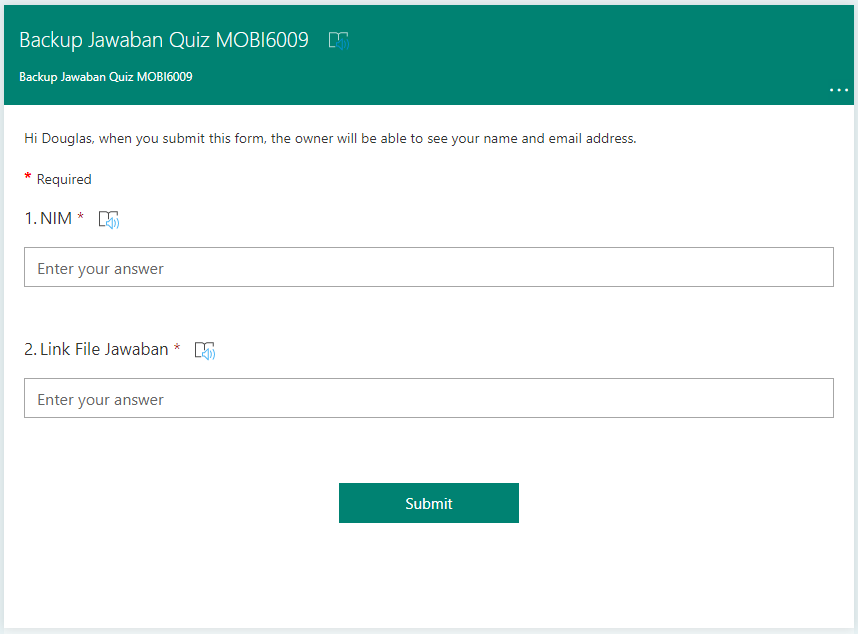 Backup Jawaban Quiz MOBI6009
Backup Jawaban Quiz MOBI6009
Hi Douglas, when you submit this form, the owner will be able to see your name and email address.
* Required
1. NIM *
Enter your answer
2. Link File Jawaban *
Enter your answer
Submit